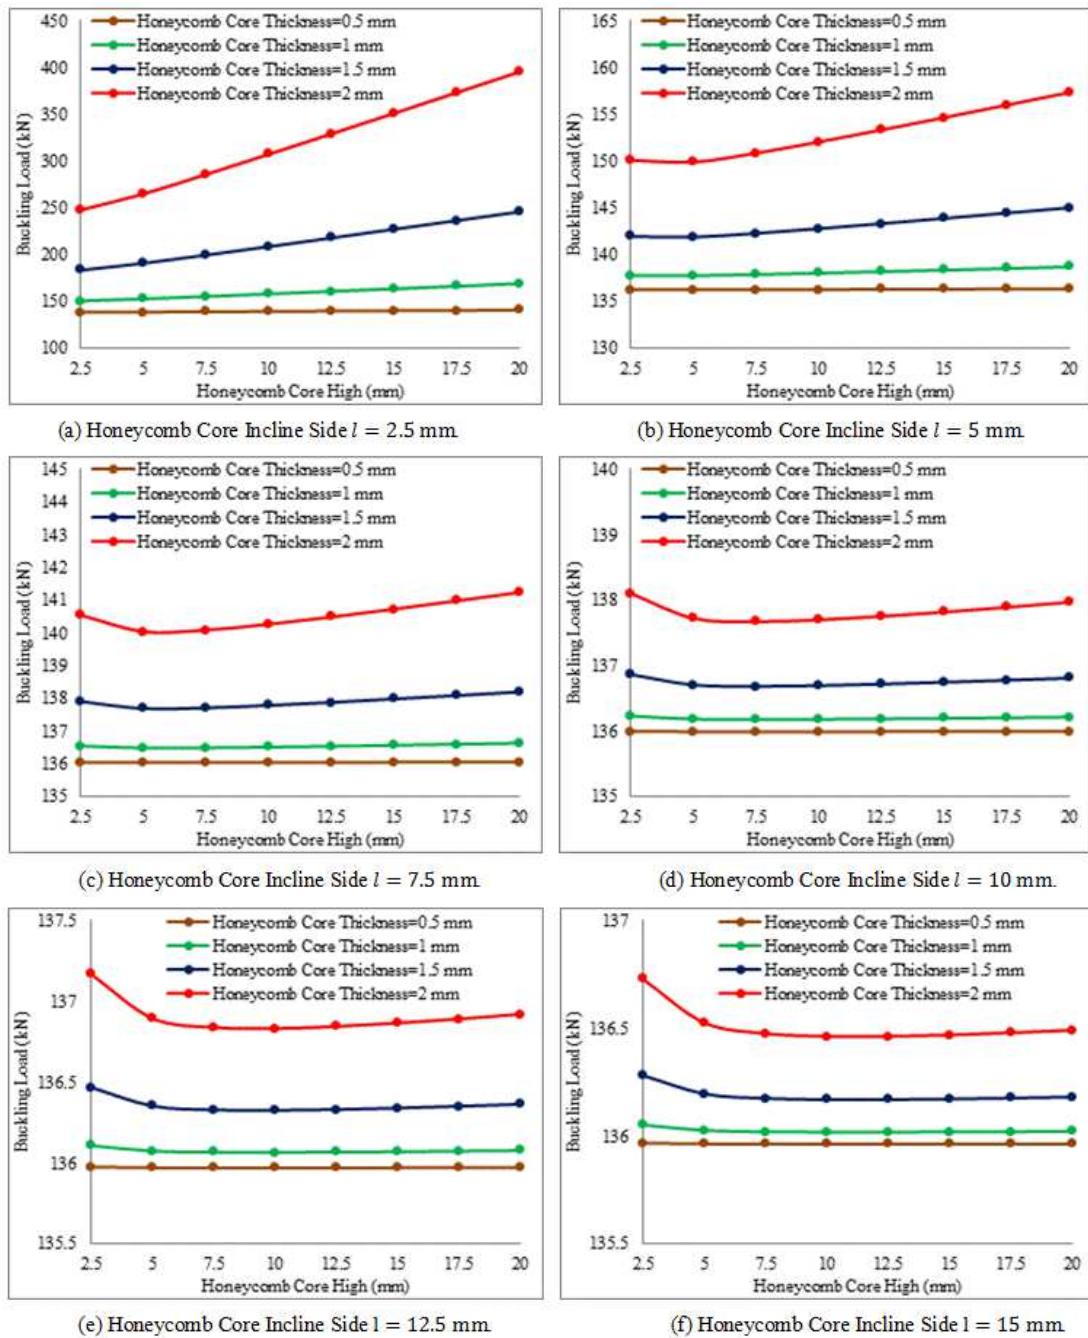 450
400
350
300
250
200
150
100
Buckling Load (kN)
Honeycomb Core Thickness=0.5 mm
Honeycomb Core Thickness=1 mm
Honeycomb Core Thickness=1.5 mm
Honeycomb Core Thickness=2 mm
2.5 5 7.5 10 12.5 15 17.5 20
Honeycomb Core High (mm)
(a) Honeycomb Core Incline Side l = 2.5 mm.
165
160
155
150
145
140
135
130
Buckling Load (kN)
Honeycomb Core Thickness=0.5 mm
Honeycomb Core Thickness=1 mm
Honeycomb Core Thickness=1.5 mm
Honeycomb Core Thickness=2 mm
2.5 5 7.5 10 12.5 15 17.5 20
Honeycomb Core High (mm)
(b) Honeycomb Core Incline Side l = 5 mm.
145
144
143
142
141
140
139
138
137
136
135
Buckling Load (kN)
Honeycomb Core Thickness=0.5 mm
Honeycomb Core Thickness=1 mm
Honeycomb Core Thickness=1.5 mm
Honeycomb Core Thickness=2 mm
2.5 5 7.5 10 12.5 15 17.5 20
Honeycomb Core High (mm)
(c) Honeycomb Core Incline Side l = 7.5 mm.
140
139
138
137
136
135
Buckling Load (kN)
Honeycomb Core Thickness=0.5 mm
Honeycomb Core Thickness=1 mm
Honeycomb Core Thickness=1.5 mm
Honeycomb Core Thickness=2 mm
2.5 5 7.5 10 12.5 15 17.5 20
Honeycomb Core High (mm)
(d) Honeycomb Core Incline Side l = 10 mm.
137.5
137
136.5
136
135.5
Buckling Load (kN)
Honeycomb Core Thickness=0.5 mm
Honeycomb Core Thickness=1 mm
Honeycomb Core Thickness=1.5 mm
Honeycomb Core Thickness=2 mm
2.5 5 7.5 10 12.5 15 17.5 20
Honeycomb Core High (mm)
(e) Honeycomb Core Incline Side l = 12.5 mm.
137
136.5
136
135.5
Buckling Load (kN)
Honeycomb Core Thickness=0.5 mm
Honeycomb Core Thickness=1 mm
Honeycomb Core Thickness=1.5 mm
Honeycomb Core Thickness=2 mm
2.5 5 7.5 10 12.5 15 17.5 20
Honeycomb Core High (mm)
(f) Honeycomb Core Incline Side l = 15 mm.